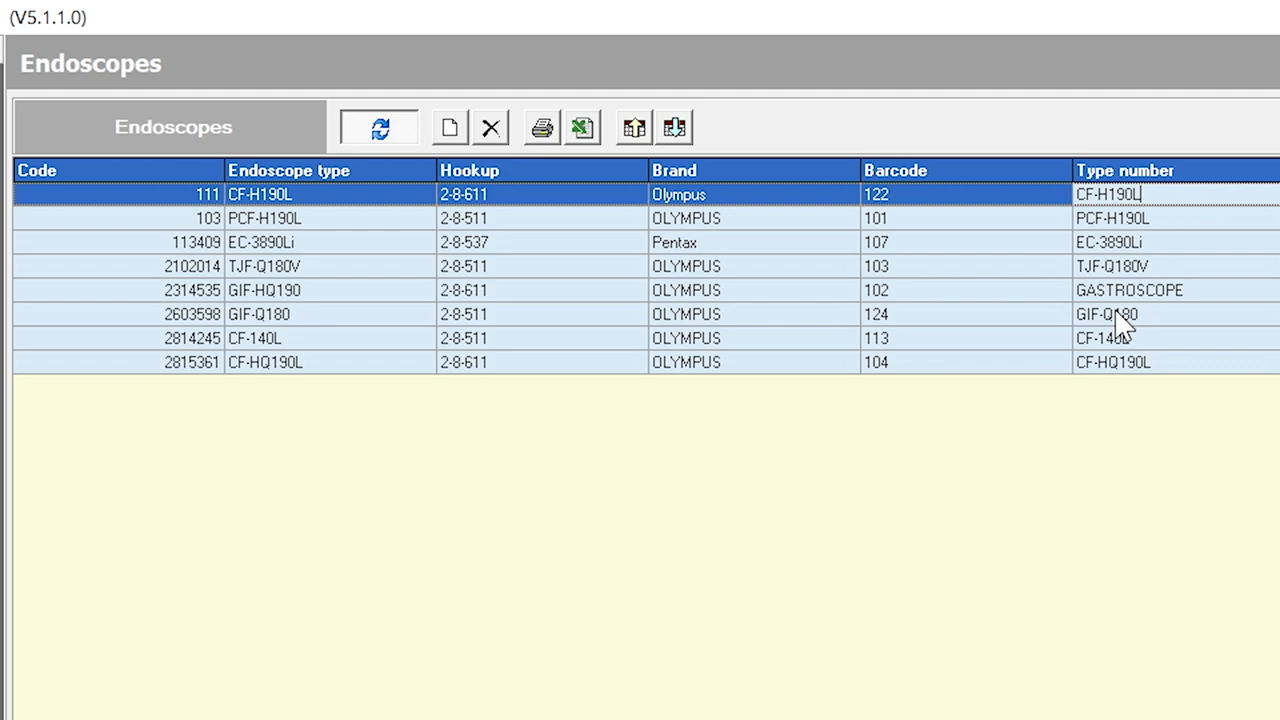 (V5.1.1.0)
Endoscopes
Endoscopes
Code Endoscope type Hookup Brand Barcode Type number
111 CF-H190L 2-8-611 Olympus 122 CF-H190L
103 PCF-H190L 2-8-511 OLYMPUS 101 PCF-H190L
113409 EC-3890Li 2-8-537 Pentax 107 EC-3890Li
2102014 TJF-Q180V 2-8-511 OLYMPUS 103 TJF-Q180V
2314535 GIF-HQ190 2-8-611 OLYMPUS 102 GASTROSCOPE
2603598 GIF-Q180 2-8-511 OLYMPUS 124 GIF-Q180
2814245 CF-140L 2-8-511 OLYMPUS 113 CF-140L
2815361 CF-HQ190L 2-8-611 OLYMPUS 104 CF-HQ190L